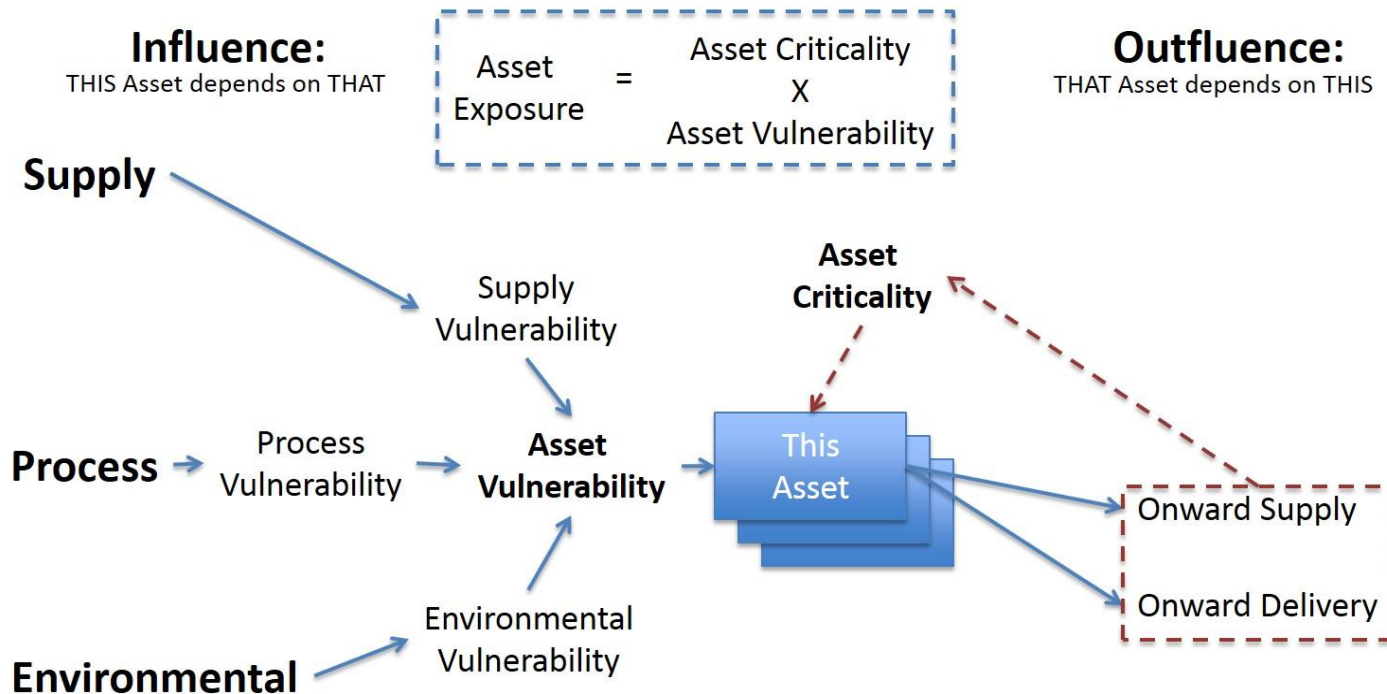 Influence:
THIS Asset depends on THAT
Asset
Exposure
=
Asset Criticality
X
Asset Vulnerability
Outfluence:
THAT Asset depends on THIS
Supply
Supply
Vulnerability
Asset
Criticality
Process
Process
Vulnerability
Asset
Vulnerability
This
Asset
Onward Supply
Onward Delivery
Environmental
Vulnerability
Environmental